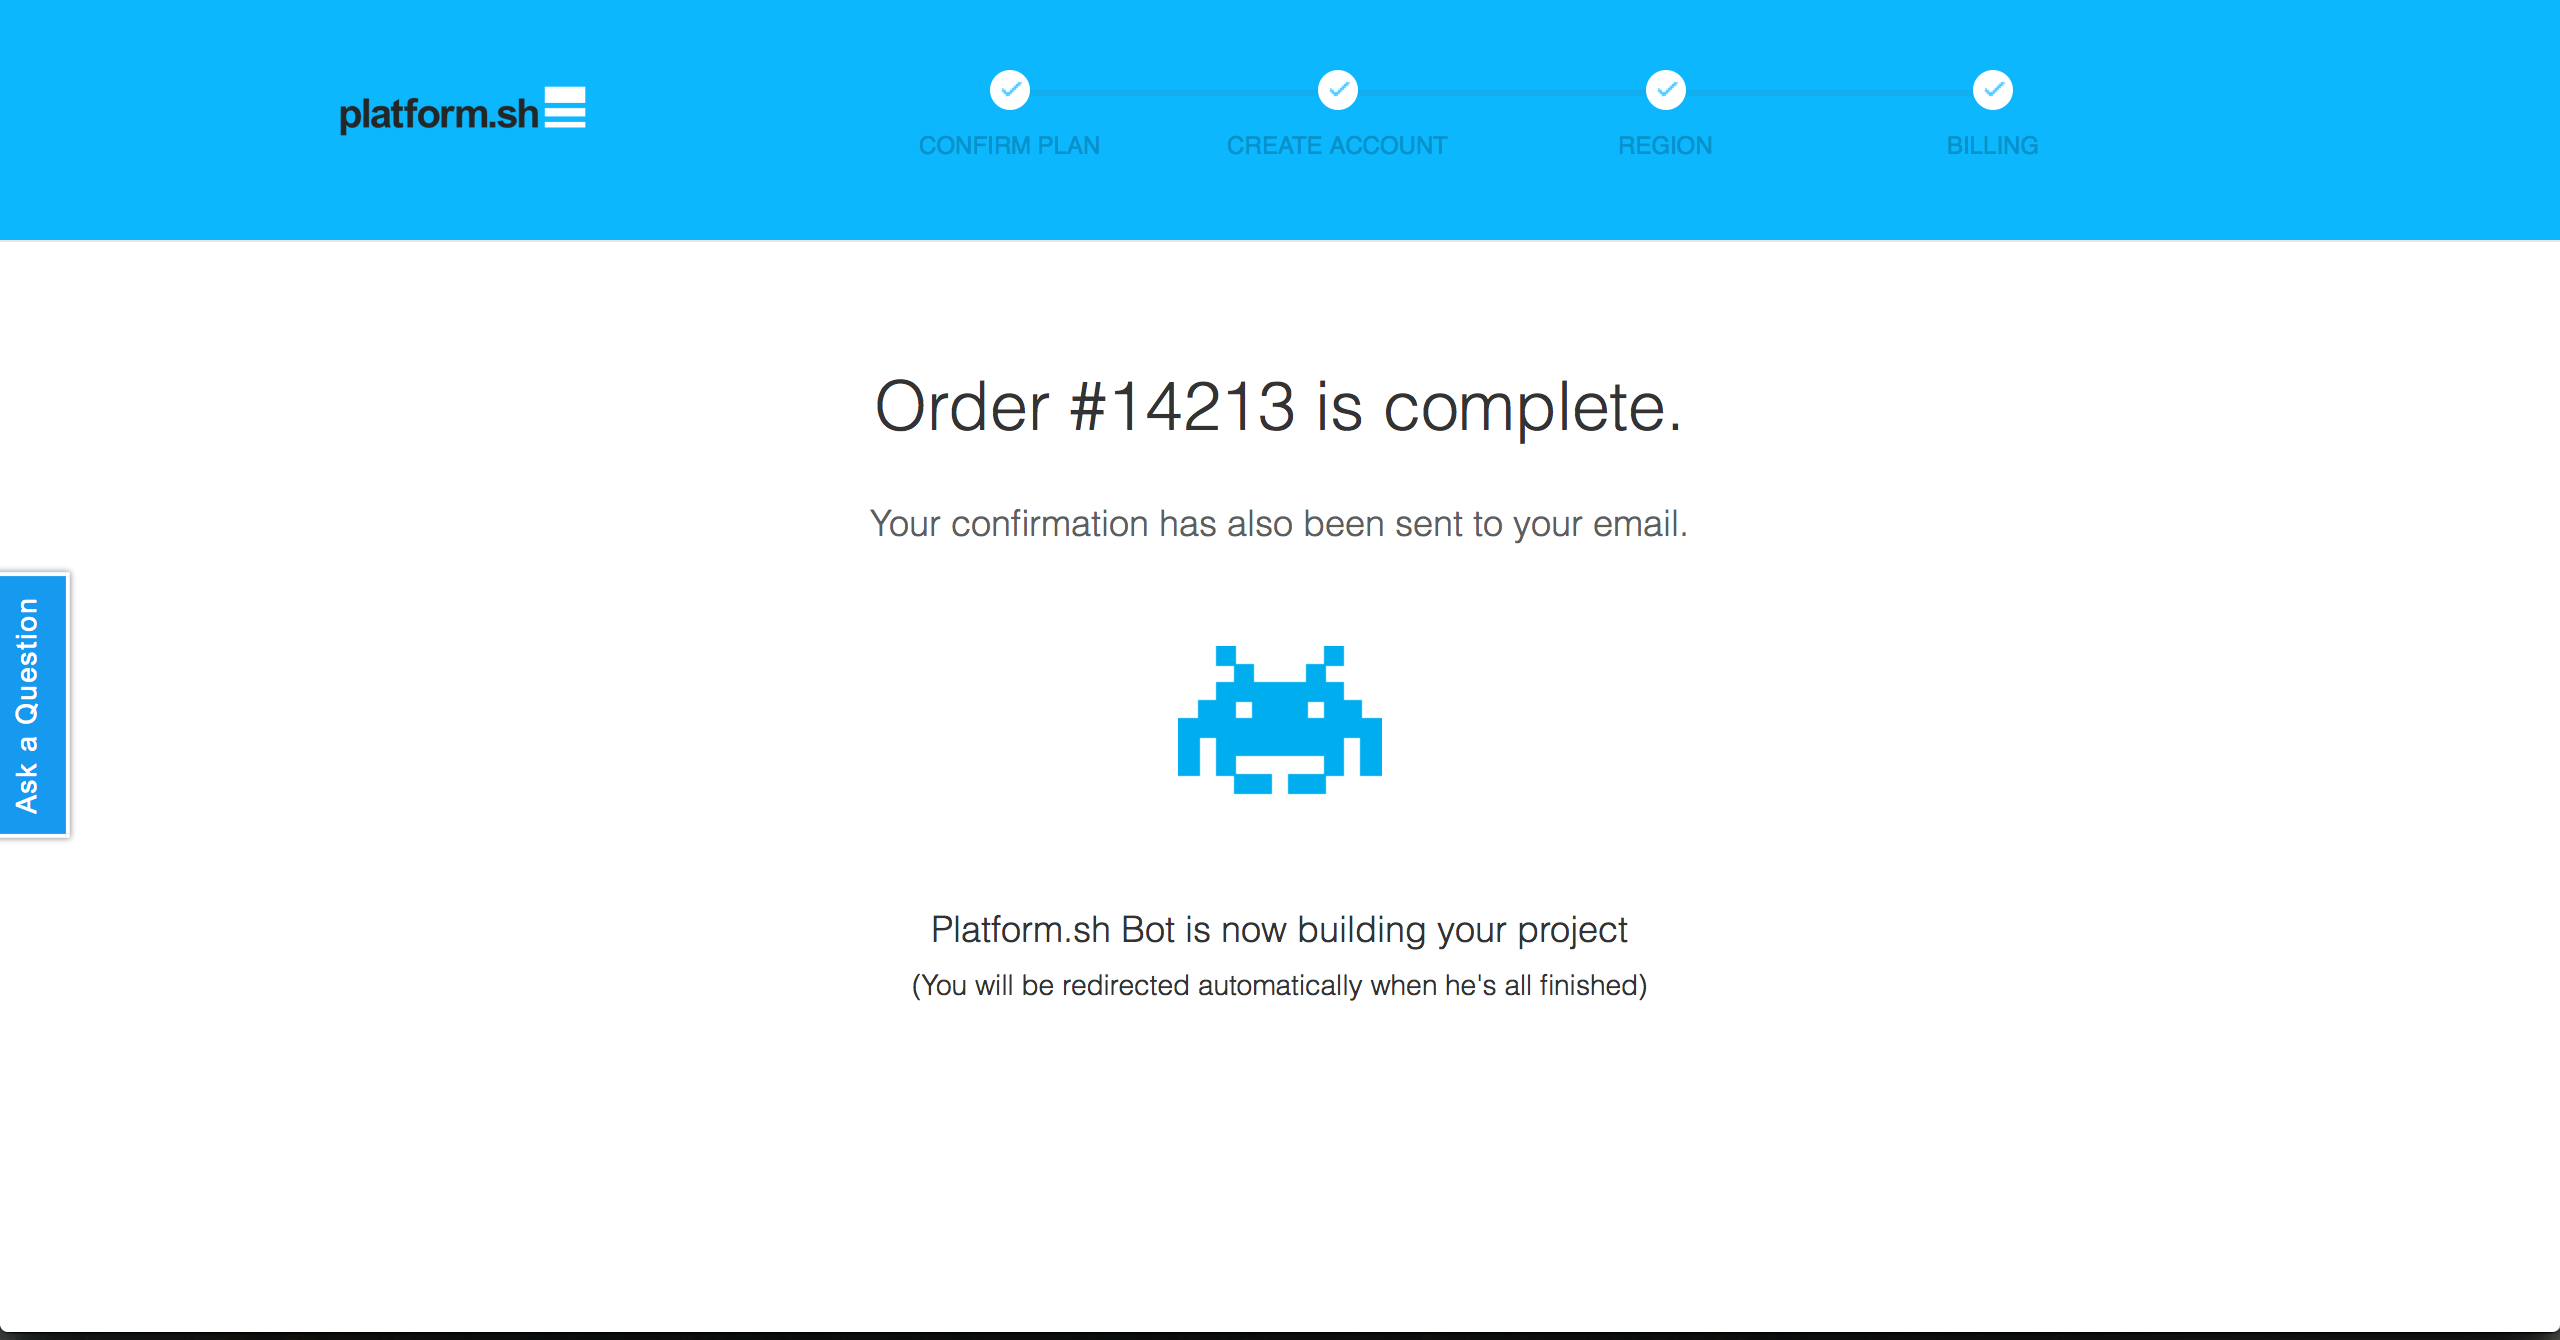 platform.sh
CONFIRM PLAN
CREATE ACCOUNT
REGION
BILLING
Order #14213 is complete.
Your confirmation has also been sent to your email.
Ask a Question
Platform.sh Bot is now building your project
(You will be redirected automatically when he's all finished)